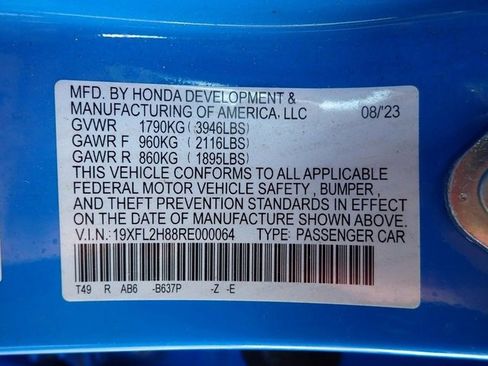 MFD. BY HONDA DEVELOPMENT &
MANUFACTURING OF AMERICA, LLC 08/'23
GVWR 1790KG (3946LBS)
GAWR F 960KG (2116LBS)
GAWR R 860KG (1895LBS)
THIS VEHICLE CONFORMS TO ALL APPLICABLE
FEDERAL MOTOR VEHICLE SAFETY, BUMPER,
AND THEFT PREVENTION STANDARDS IN EFFECT
ON THE DATE OF MANUFACTURE SHOWN ABOVE.
V.I.N.: 19XFL2H88RE000064 TYPE: PASSENGER CAR
T49 R AB6 -B637P -Z -E